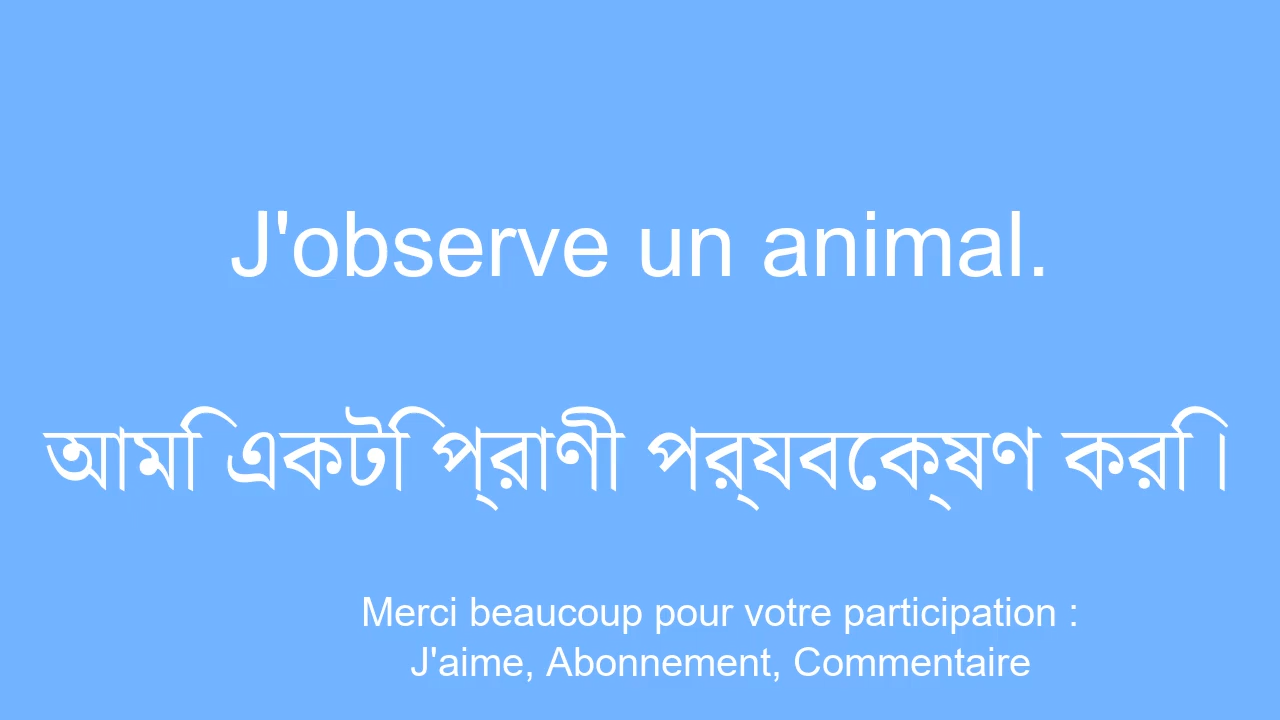 J'observe un animal.
আমি একটি প্রাণী পর্যবেক্ষণ করি।
Merci beaucoup pour votre participation :
J'aime, Abonnement, Commentaire